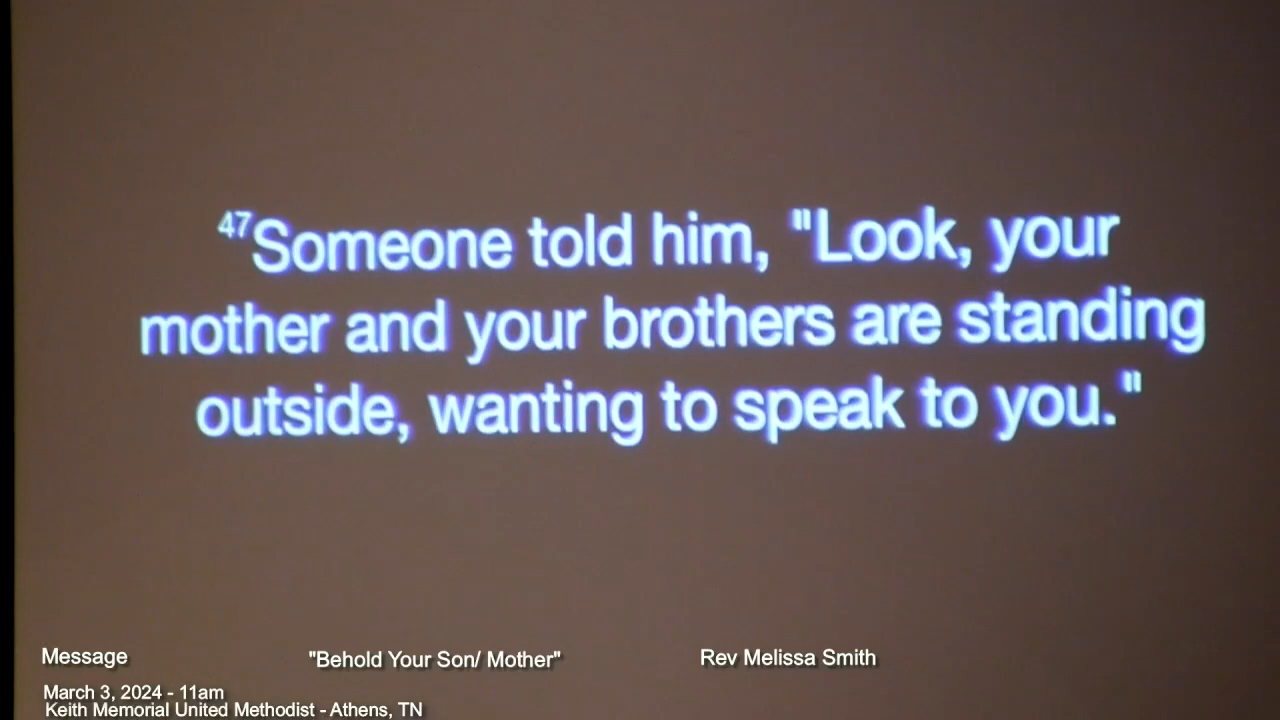 47Someone told him, "Look, your
mother and your brothers are standing
outside, wanting to speak to you."
Message "Behold Your Son/ Mother" Rev Melissa Smith
March 3, 2024 - 11am
Keith Memorial United Methodist - Athens, TN